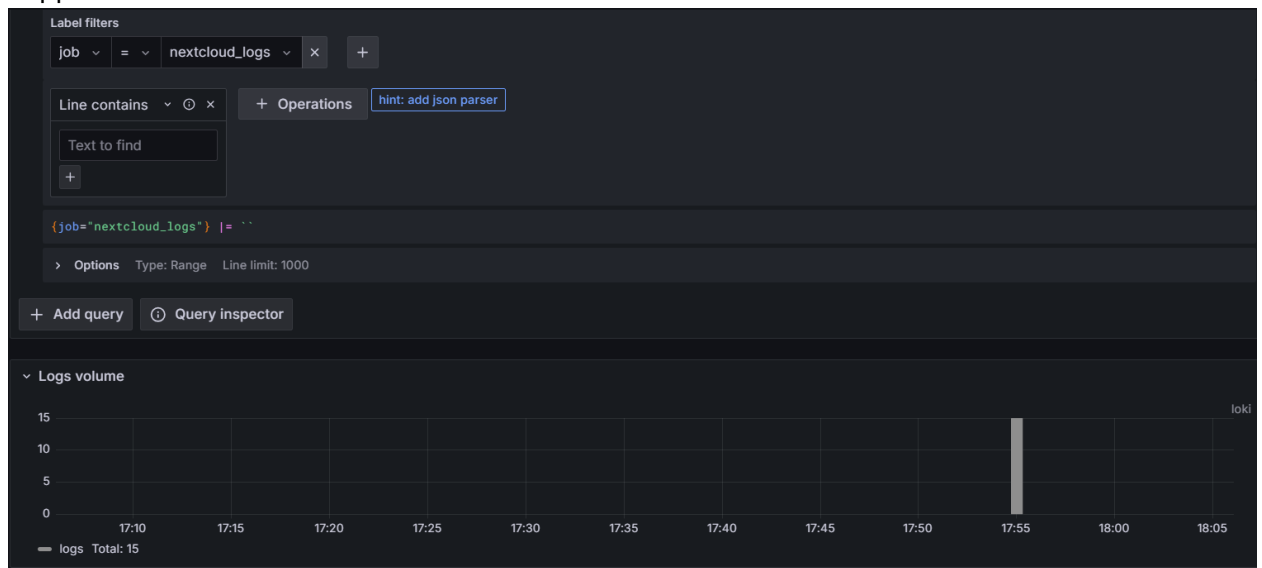 Label filters
job = nextcloud_logs × +
Line contains × + Operations hint: add json parser
Text to find
+
{job="nextcloud_logs"} |= ``
> Options Type: Range Line limit: 1000
+ Add query Query inspector
Logs volume
loki
15
10
5
0
17:10 17:15 17:20 17:25 17:30 17:35 17:40 17:45 17:50 17:55 18:00 18:05
logs Total: 15